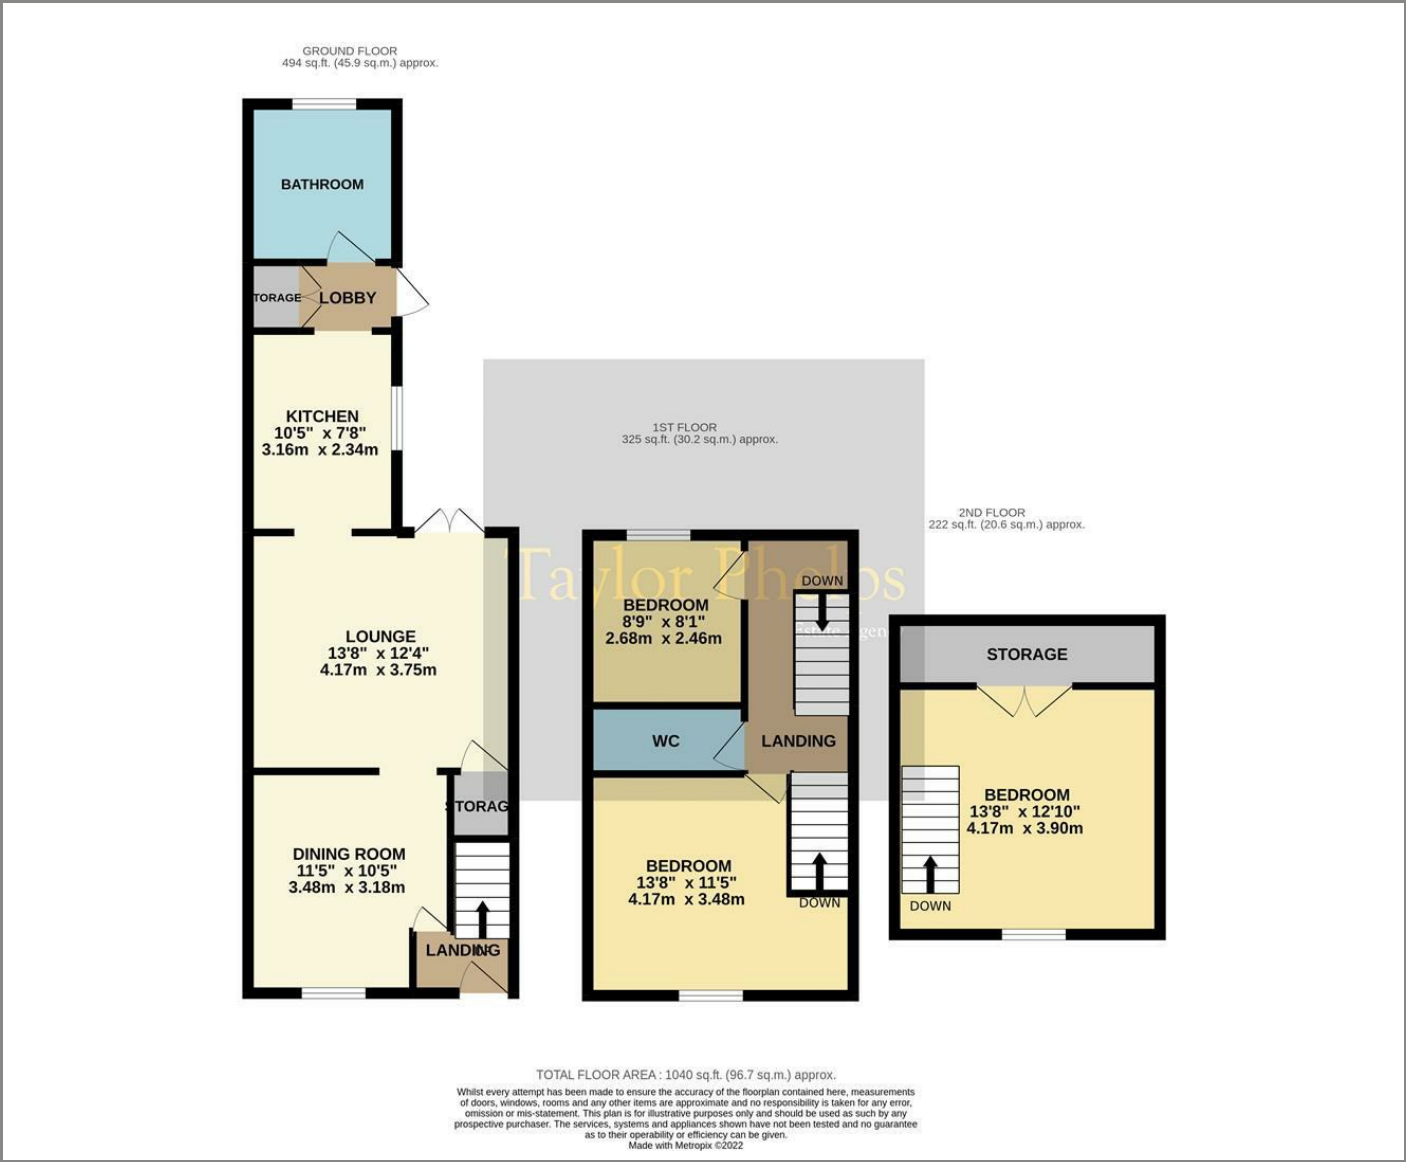 GROUND FLOOR
494 sq.ft. (45.9 sq.m.) approx.
BATHROOM
TORAGE
LOBBY
KITCHEN
10'5" x 7'8"
3.16m x 2.34m
LOUNGE
13'8" x 12'4"
4.17m x 3.75m
STORAG
DINING ROOM
11'5" x 10'5"
3.48m x 3.18m
LANDING
1ST FLOOR
325 sq.ft. (30.2 sq.m.) approx.
Taylor Phelps
Estate Agency
DOWN
BEDROOM
8'9" x 8'1"
2.68m x 2.46m
WC
LANDING
BEDROOM
13'8" x 11'5"
4.17m x 3.48m
DOWN
2ND FLOOR
222 sq.ft. (20.6 sq.m.) approx.
STORAGE
BEDROOM
13'8" x 12'10"
4.17m x 3.90m
DOWN
TOTAL FLOOR AREA : 1040 sq.ft. (96.7 sq.m.) approx.
Whilst every attempt has been made to ensure the accuracy of the floorplan contained here, measurements
of doors, windows, rooms and any other items are approximate and no responsibility is taken for any error,
omission or mis-statement. This plan is for illustrative purposes only and should be used as such by any
prospective purchaser. The services, systems and appliances shown have not been tested and no guarantee
as to their operability or efficiency can be given.
Made with Metropix ©2022